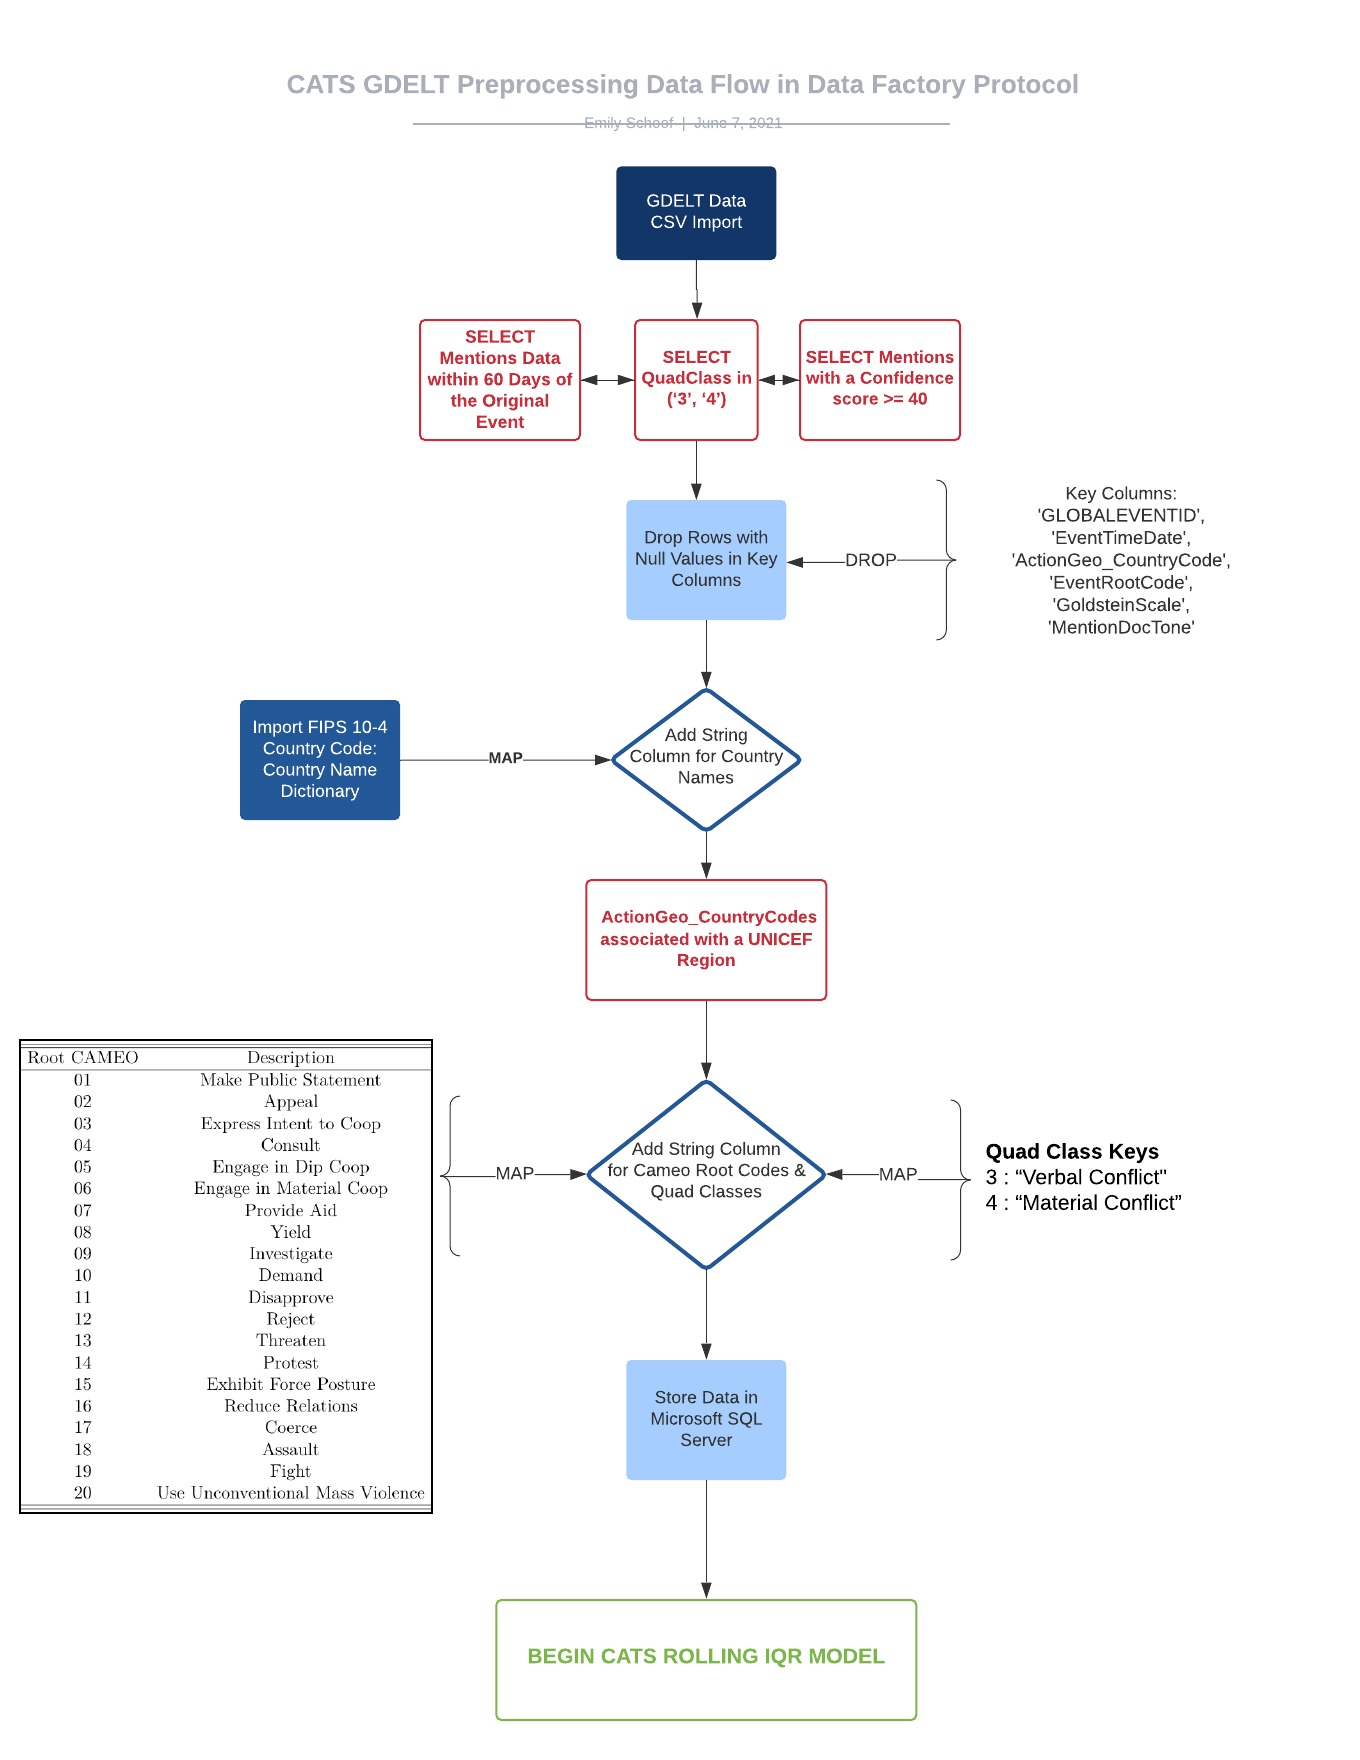 CATS GDELT Preprocessing Data Flow in Data Factory Protocol
Emily Schoof | June 7, 2021
GDELT Data
CSV Import
SELECT
Mentions Data
within 60 Days of
the Original
Event
SELECT
QuadClass in
(‘3’, ‘4’)
SELECT Mentions
with a Confidence
score >= 40
Drop Rows with
Null Values in Key
Columns
DROP
Key Columns:
'GLOBALEVENTID',
'EventTimeDate',
'ActionGeo_CountryCode',
'EventRootCode',
'GoldsteinScale',
'MentionDocTone'
Import FIPS 10-4
Country Code:
Country Name
Dictionary
MAP
Add String
Column for Country
Names
ActionGeo_CountryCodes
associated with a UNICEF
Region
Root CAMEO Description
01 Make Public Statement
02 Appeal
03 Express Intent to Coop
04 Consult
05 Engage in Dip Coop
06 Engage in Material Coop
07 Provide Aid
08 Yield
09 Investigate
10 Demand
11 Disapprove
12 Reject
13 Threaten
14 Protest
15 Exhibit Force Posture
16 Reduce Relations
17 Coerce
18 Assault
19 Fight
20 Use Unconventional Mass Violence
MAP
Add String Column
for Cameo Root Codes &
Quad Classes
MAP
Quad Class Keys
3 : “Verbal Conflict"
4 : “Material Conflict”
Store Data in
Microsoft SQL
Server
BEGIN CATS ROLLING IQR MODEL